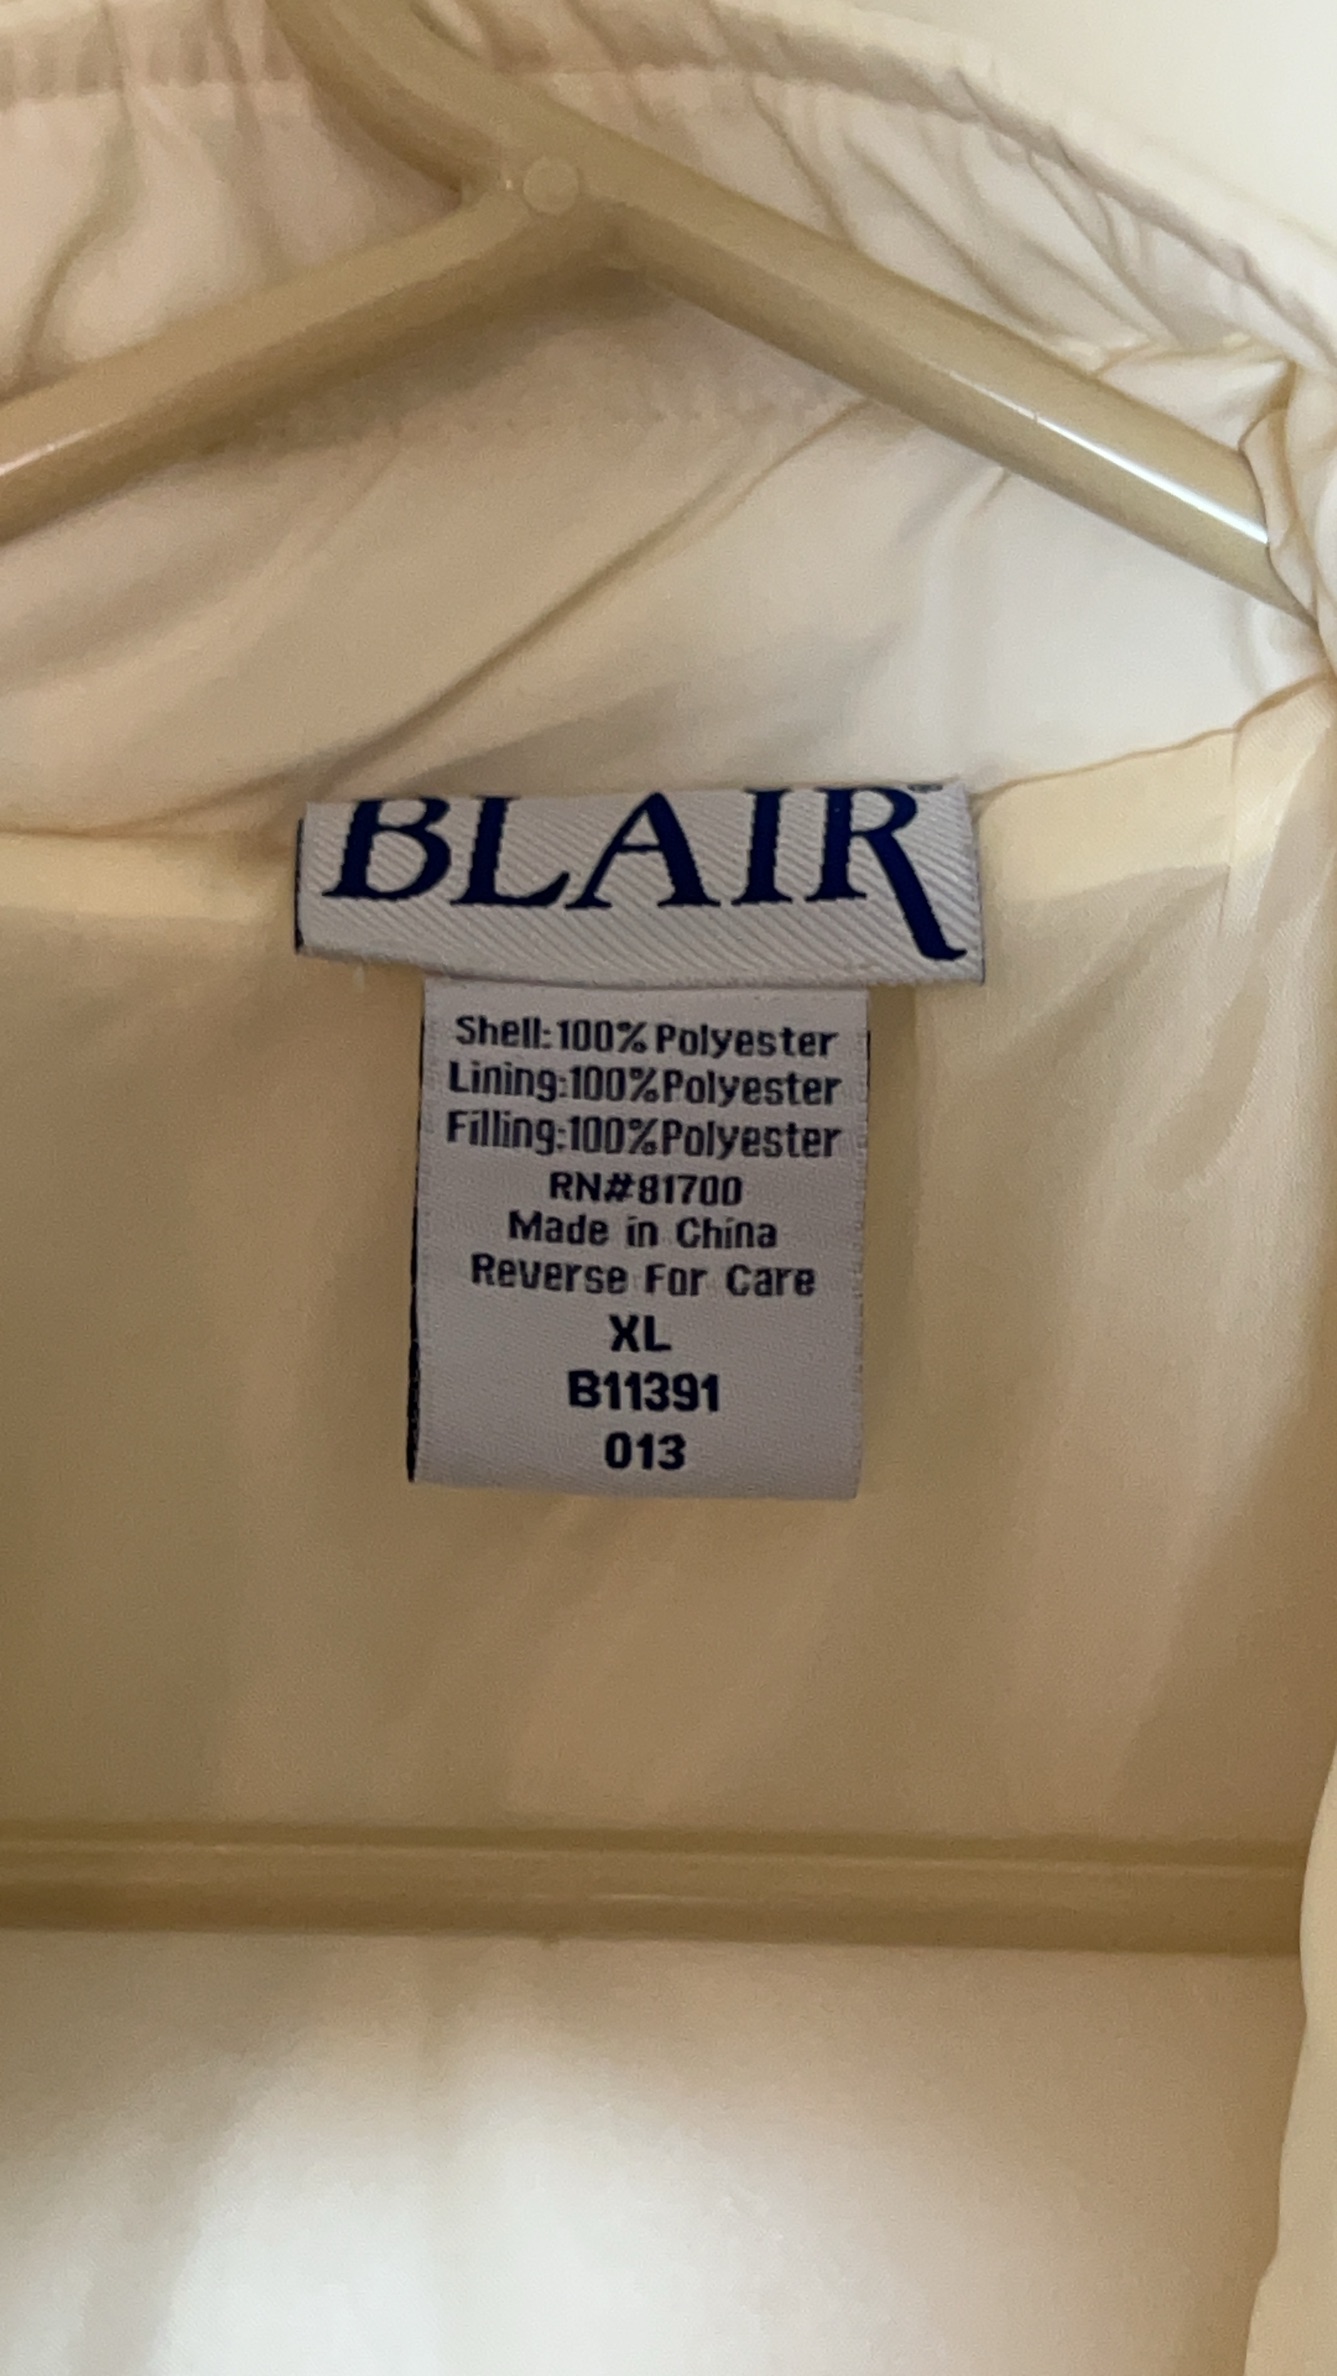 BLAIR
Shell:100% Polyester
Lining:100%Polyester
Filling:100%Polyester
RN#81700
Made in China
Reverse For Care
XL
B11391
013